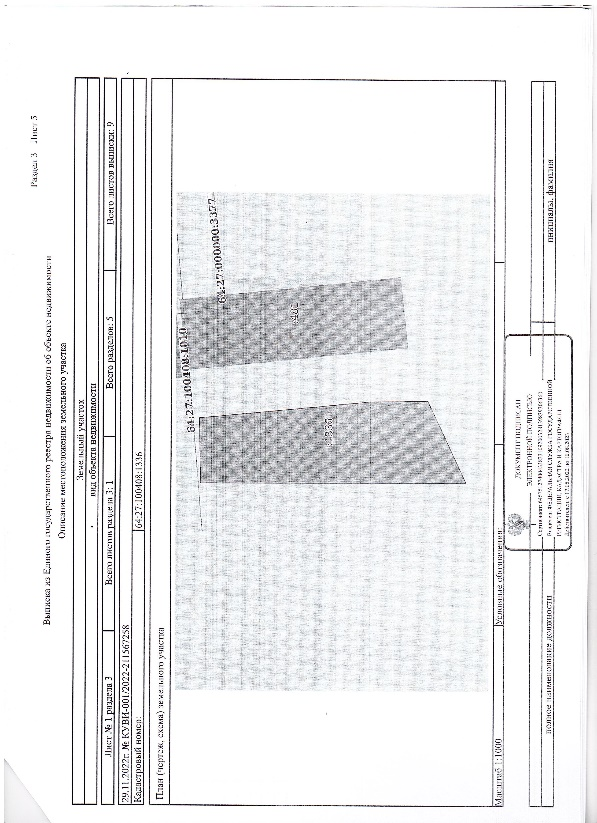 Раздел 3 Лист 5
Выписка из Единого государственного реестра недвижимости об объекте недвижимости
Описание местоположения земельного участка
Земельный участок
вид объекта недвижимости
Лист № 1 раздела 3 Всего листов раздела 3: 1 Всего разделов: 5 Всего листов выписки: 9
29.11.2022г. № КУВИ-001/2022-211567258
Кадастровый номер: 64:27:100408:1336
План (чертеж, схема) земельного участка
64:27:100408:1010
64:27:000000:3377
Масштаб 1:1000 Условные обозначения:
ДОКУМЕНТ ПОДПИСАН
ЭЛЕКТРОННОЙ ПОДПИСЬЮ
полное наименование должности инициалы, фамилия